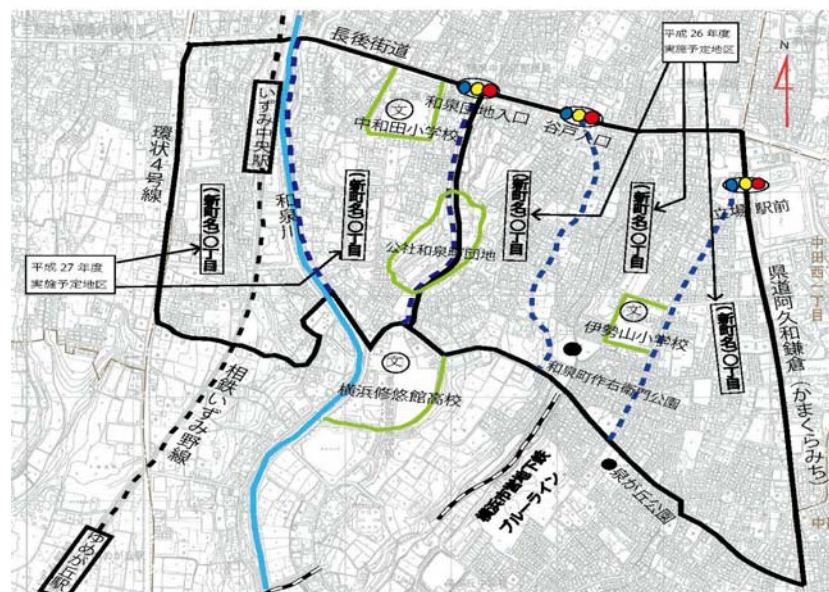 平成26年度
実施予定地区
N
長後街道
和泉団地入口
谷戸入口
立場駅前
いずみ中央駅
文
中和田小学校
環状4号線
和泉川
(新町名)〇丁目
(新町名)〇丁目
(新町名)〇丁目
(新町名)〇丁目
(新町名)〇丁目
公社和泉町団地
平成27年度
実施予定地区
中田西一丁目
県道阿久和鎌倉(かまくらみち)
文
伊勢山小学校
文
横浜修悠館高校
和泉町作右衛門公園
相鉄いずみ野線
横浜市営地下鉄
ブルーライン
泉が丘公園
ゆめが丘駅